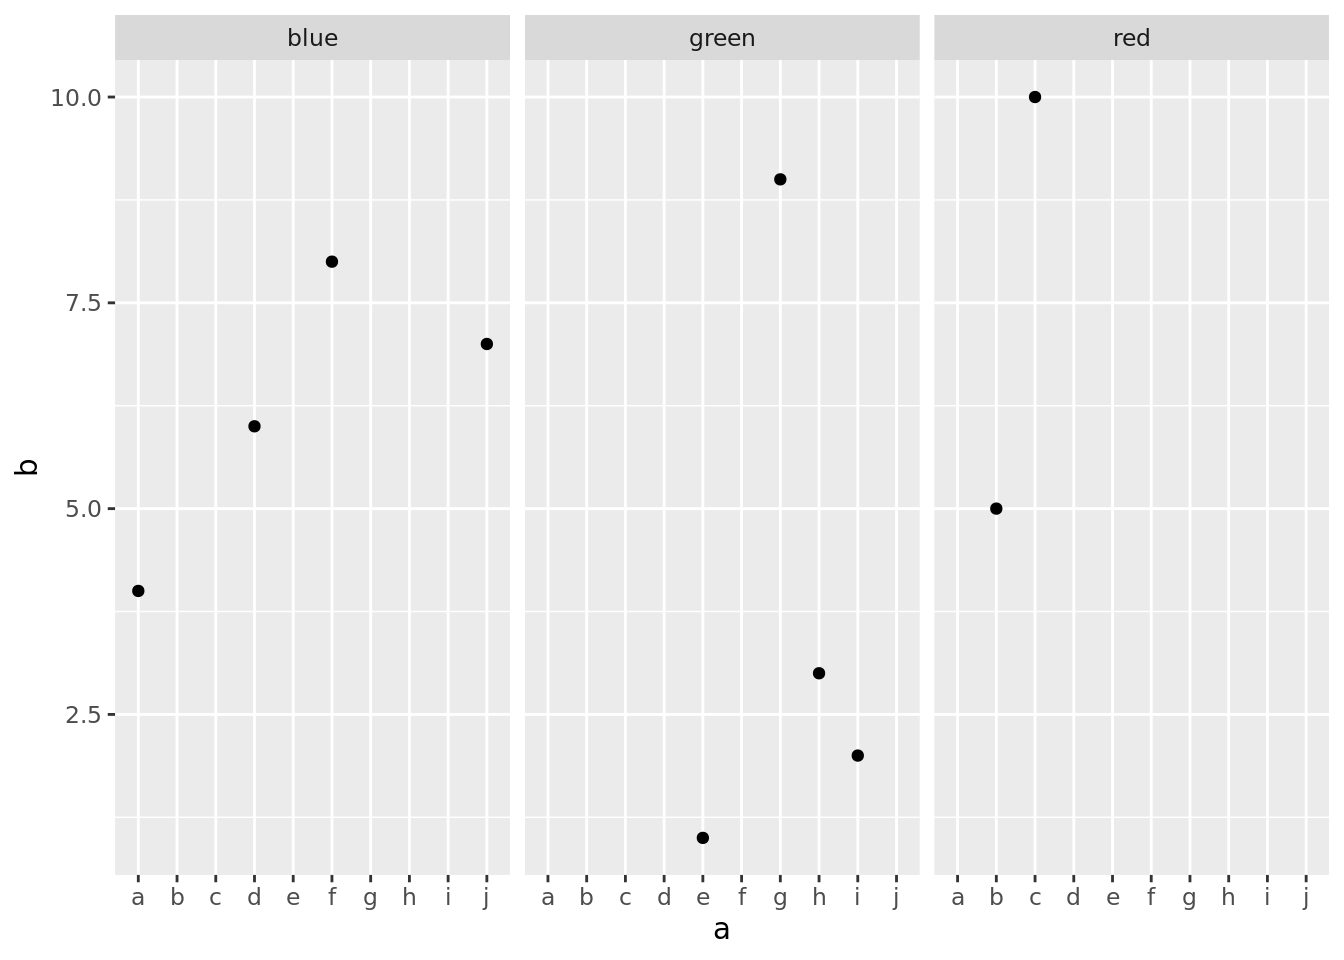 blue green red
10.0
7.5
5.0
2.5
b
a b c d e f g h i j a b c d e f g h i j a b c d e f g h i j
a